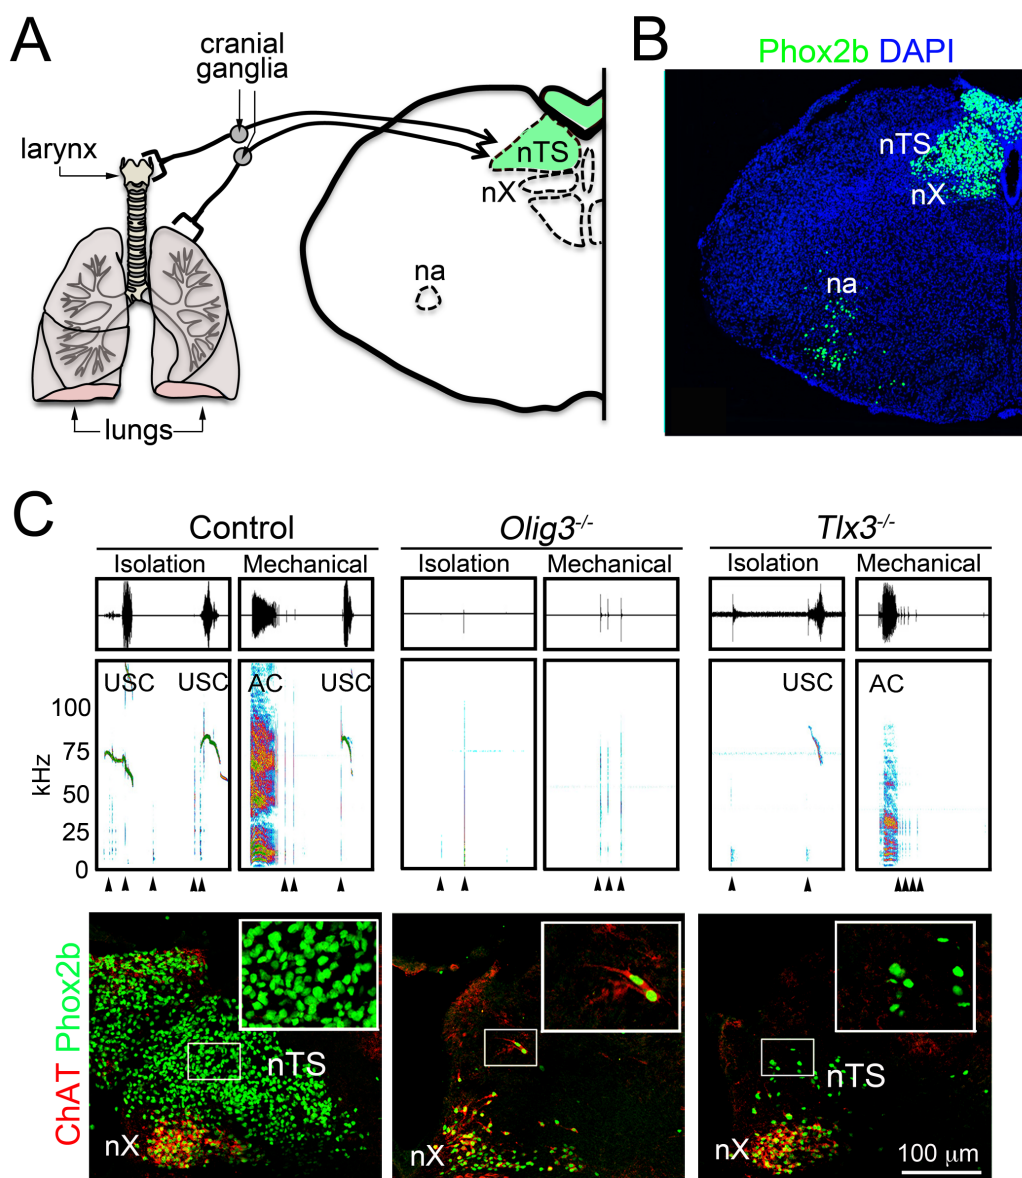 A
cranial
ganglia
larynx
nTS
nX
na
lungs
B
Phox2b DAPI
nTS
nX
na
C
Control
Olig3-/-
Tlx3-/-
Isolation
Mechanical
Isolation
Mechanical
Isolation
Mechanical
USC
USC
AC
USC
USC
AC
kHz
100
75
50
25
0
ChAT Phox2b
nTS
nX
nX
nTS
nX
100 µm